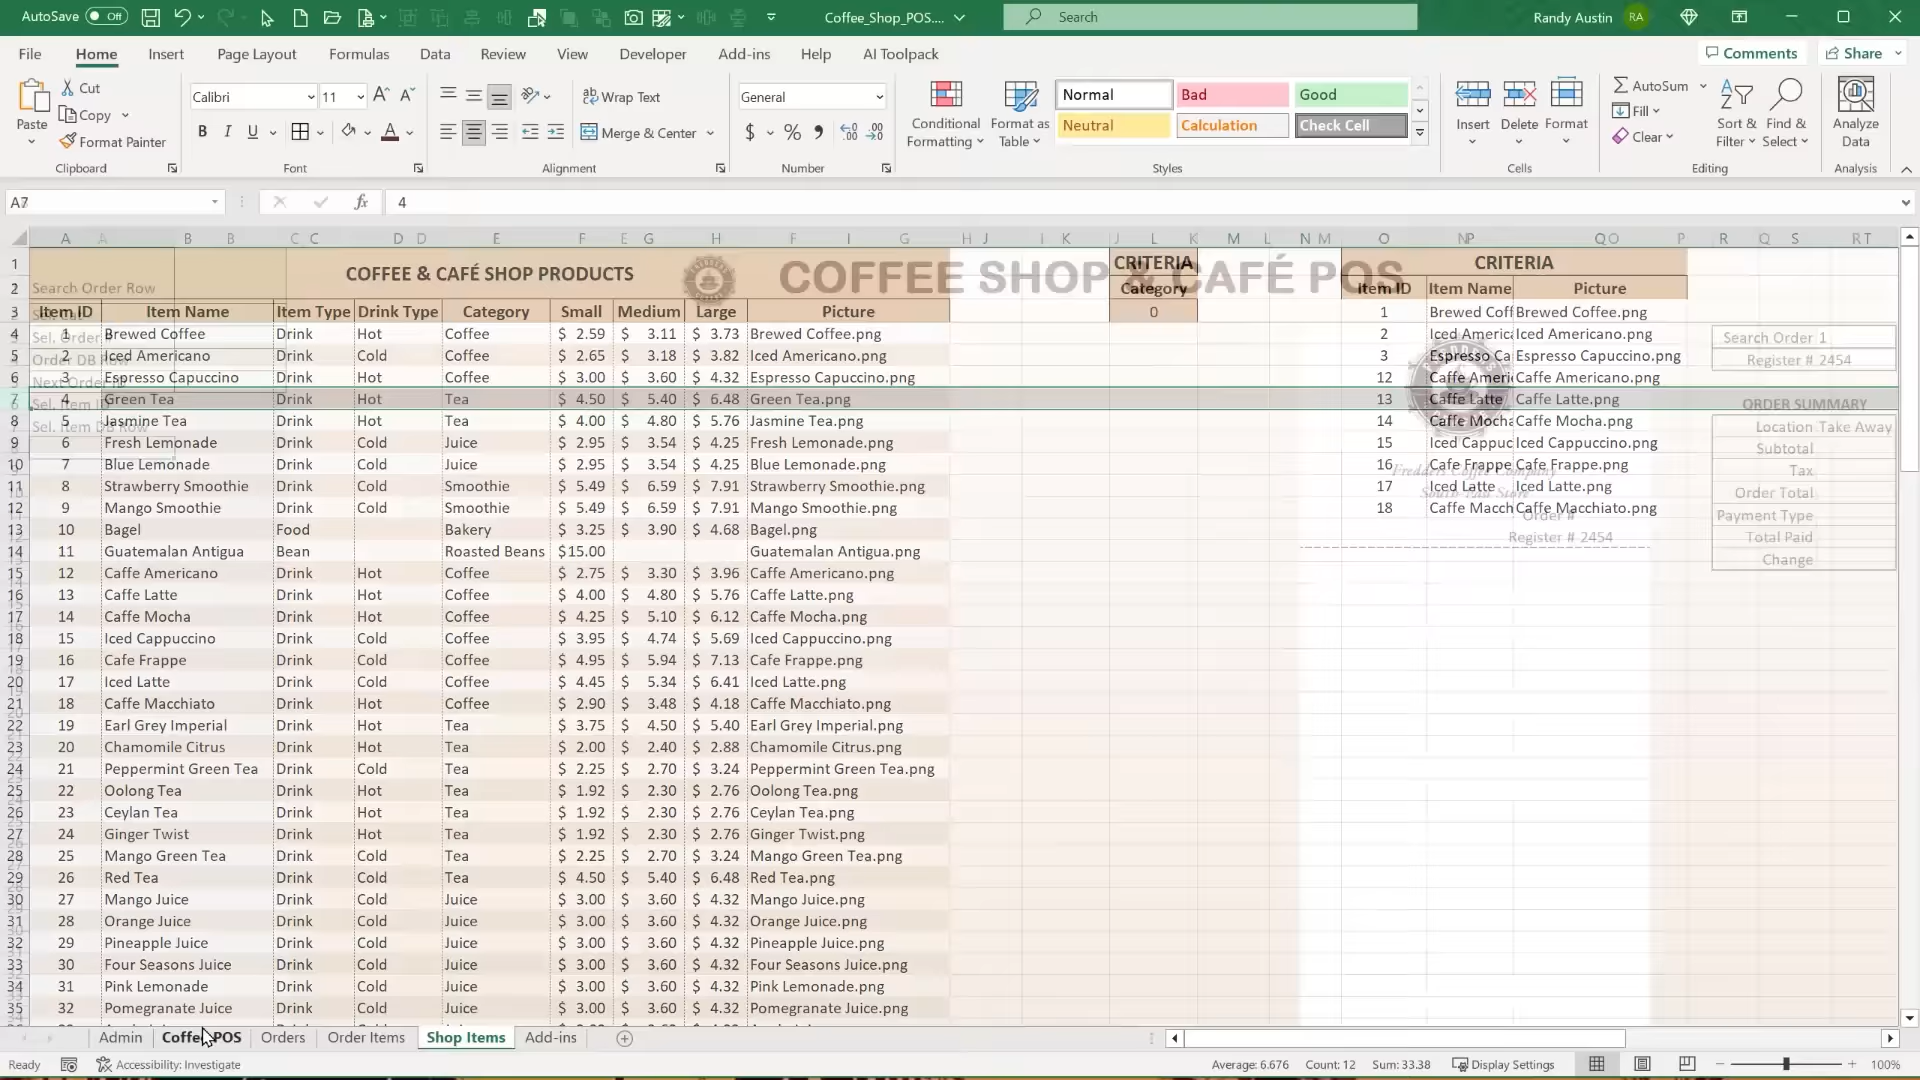 AutoSave Off Coffee_Shop_POS.... Search Randy Austin RA
File Home Insert Page Layout Formulas Data Review View Developer Add-ins Help AI Toolpack Comments Share
Cut
Copy
Format Painter
Paste
Clipboard
Calibri 11
B I U
Font
Wrap Text
Merge & Center
Alignment
General
$ %
Number
Conditional Formatting
Format as Table
Normal Bad Good
Neutral Calculation Check Cell
Styles
Insert Delete Format
Cells
AutoSum
Fill
Clear
Sort & Filter
Find & Select
Editing
Analyze Data
Analysis
A7 fx 4
COFFEE & CAFÉ SHOP PRODUCTS
COFFEE SHOP & CAFÉ POS
CRITERIA
Category
0
CRITERIA
Item ID Item Name Picture
Search Order Row
Item ID Item Name Item Type Drink Type Category Small Medium Large Picture
1 Brewed Coffee Drink Hot Coffee $ 2.59 $ 3.11 $ 3.73 Brewed Coffee.png
2 Iced Americano Drink Cold Coffee $ 2.65 $ 3.18 $ 3.82 Iced Americano.png
3 Espresso Capuccino Drink Hot Coffee $ 3.00 $ 3.60 $ 4.32 Espresso Capuccino.png
4 Green Tea Drink Hot Tea $ 4.50 $ 5.40 $ 6.48 Green Tea.png
5 Jasmine Tea Drink Hot Tea $ 4.00 $ 4.80 $ 5.76 Jasmine Tea.png
6 Fresh Lemonade Drink Cold Juice $ 2.95 $ 3.54 $ 4.25 Fresh Lemonade.png
7 Blue Lemonade Drink Cold Juice $ 2.95 $ 3.54 $ 4.25 Blue Lemonade.png
8 Strawberry Smoothie Drink Cold Smoothie $ 5.49 $ 6.59 $ 7.91 Strawberry Smoothie.png
9 Mango Smoothie Drink Cold Smoothie $ 5.49 $ 6.59 $ 7.91 Mango Smoothie.png
10 Bagel Food Bakery $ 3.25 $ 3.90 $ 4.68 Bagel.png
11 Guatemalan Antigua Bean Roasted Beans $15.00 Guatemalan Antigua.png
12 Caffe Americano Drink Hot Coffee $ 2.75 $ 3.30 $ 3.96 Caffe Americano.png
13 Caffe Latte Drink Hot Coffee $ 4.00 $ 4.80 $ 5.76 Caffe Latte.png
14 Caffe Mocha Drink Hot Coffee $ 4.25 $ 5.10 $ 6.12 Caffe Mocha.png
15 Iced Cappuccino Drink Cold Coffee $ 3.95 $ 4.74 $ 5.69 Iced Cappuccino.png
16 Cafe Frappe Drink Cold Coffee $ 4.95 $ 5.94 $ 7.13 Cafe Frappe.png
17 Iced Latte Drink Cold Coffee $ 4.45 $ 5.34 $ 6.41 Iced Latte.png
18 Caffe Macchiato Drink Hot Coffee $ 2.90 $ 3.48 $ 4.18 Caffe Macchiato.png
19 Earl Grey Imperial Drink Hot Tea $ 3.75 $ 4.50 $ 5.40 Earl Grey Imperial.png
20 Chamomile Citrus Drink Hot Tea $ 2.00 $ 2.40 $ 2.88 Chamomile Citrus.png
21 Peppermint Green Tea Drink Cold Tea $ 2.25 $ 2.70 $ 3.24 Peppermint Green Tea.png
22 Oolong Tea Drink Hot Tea $ 1.92 $ 2.30 $ 2.76 Oolong Tea.png
23 Ceylan Tea Drink Hot Tea $ 1.92 $ 2.30 $ 2.76 Ceylan Tea.png
24 Ginger Twist Drink Hot Tea $ 1.92 $ 2.30 $ 2.76 Ginger Twist.png
25 Mango Green Tea Drink Cold Tea $ 2.25 $ 2.70 $ 3.24 Mango Green Tea.png
26 Red Tea Drink Cold Tea $ 4.50 $ 5.40 $ 6.48 Red Tea.png
27 Mango Juice Drink Cold Juice $ 3.00 $ 3.60 $ 4.32 Mango Juice.png
28 Orange Juice Drink Cold Juice $ 3.00 $ 3.60 $ 4.32 Orange Juice.png
29 Pineapple Juice Drink Cold Juice $ 3.00 $ 3.60 $ 4.32 Pineapple Juice.png
30 Four Seasons Juice Drink Cold Juice $ 3.00 $ 3.60 $ 4.32 Four Seasons Juice.png
31 Pink Lemonade Drink Cold Juice $ 3.00 $ 3.60 $ 4.32 Pink Lemonade.png
32 Pomegranate Juice Drink Cold Juice $ 3.00 $ 3.60 $ 4.32 Pomegranate Juice.png
1 Brewed Coff Brewed Coffee.png
2 Iced Americ Iced Americano.png
3 Espresso Ca Espresso Capuccino.png
12 Caffe Ameri Caffe Americano.png
13 Caffe Latte Caffe Latte.png
14 Caffe Moch Caffe Mocha.png
15 Iced Cappuc Iced Cappuccino.png
16 Cafe Frappe Cafe Frappe.png
17 Iced Latte Iced Latte.png
18 Caffe Macch Caffe Macchiato.png
Order #
Register # 2454
Search Order 1
Register # 2454
ORDER SUMMARY
Location Take Away
Subtotal
Tax
Order Total
Payment Type
Total Paid
Change
Admin Coffee POS Orders Order Items Shop Items Add-ins
Ready Accessibility: Investigate Average: 6.676 Count: 12 Sum: 33.38 Display Settings 100%